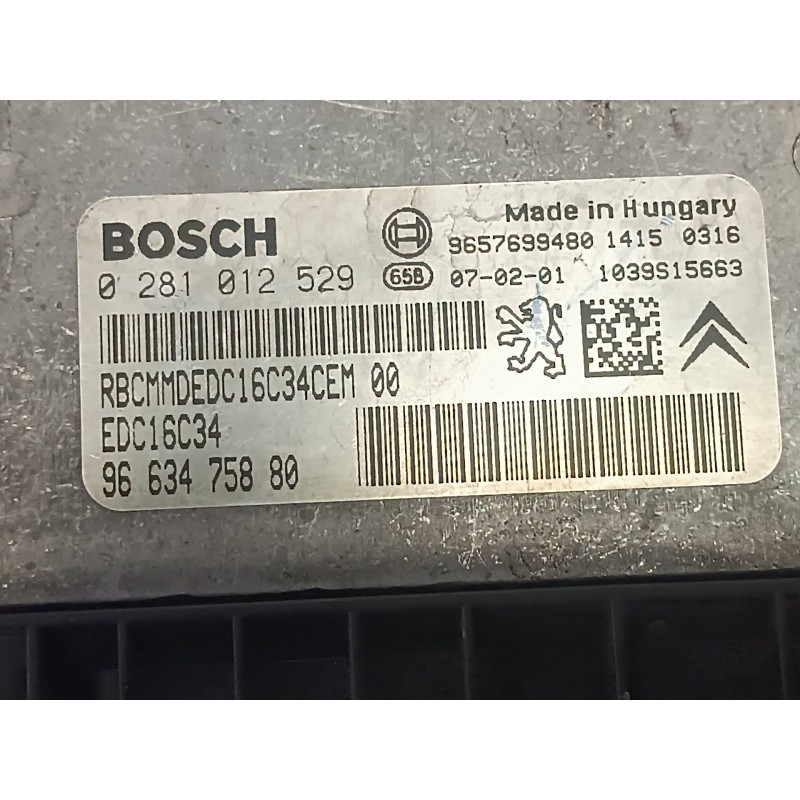 BOSCH
Made in Hungary
9657699480 1415 0316
0 281 012 529
65B
07-02-01
1039S15663
RBCMMDEDC16C34CEM 00
EDC16C34
96 634 758 80